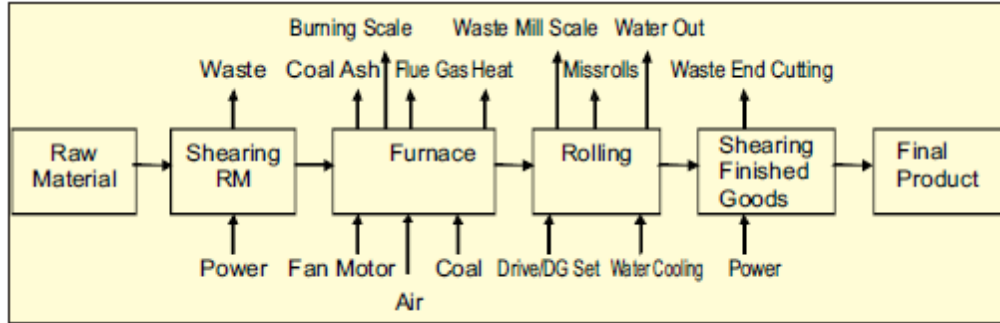 Burning Scale Waste Mill Scale Water Out
Waste Coal Ash Flue Gas Heat Missrolls Waste End Cutting
Raw
Material
Shearing
RM
Furnace
Rolling
Shearing
Finished
Goods
Final
Product
Power Fan Motor Coal Drive/DG Set Water Cooling Power
Air